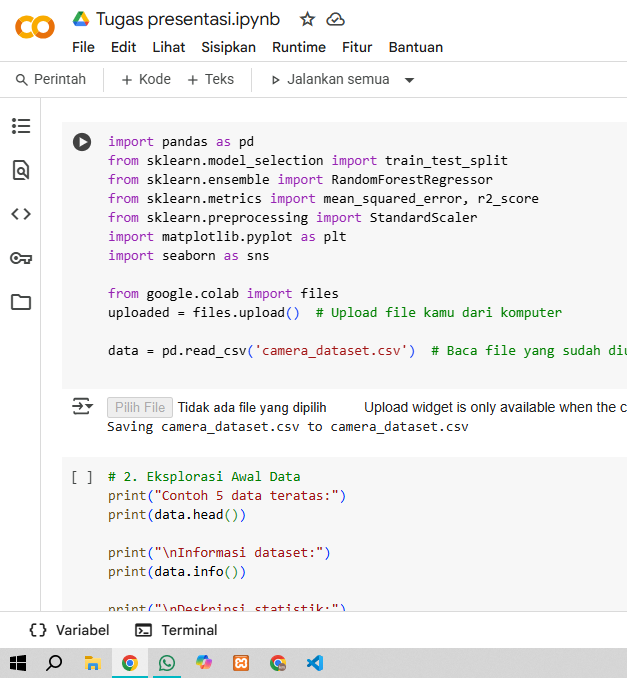 Tugas presentasi.ipynb
File Edit Lihat Sisipkan Runtime Fitur Bantuan
Perintah + Kode + Teks Jalankan semua
import pandas as pd
from sklearn.model_selection import train_test_split
from sklearn.ensemble import RandomForestRegressor
from sklearn.metrics import mean_squared_error, r2_score
from sklearn.preprocessing import StandardScaler
import matplotlib.pyplot as plt
import seaborn as sns
from google.colab import files
uploaded = files.upload()  # Upload file kamu dari komputer
data = pd.read_csv('camera_dataset.csv')  # Baca file yang sudah
Pilih File Tidak ada file yang dipilih Upload widget is only available when the
Saving camera_dataset.csv to camera_dataset.csv
[ ] # 2. Eksplorasi Awal Data
print("Contoh 5 data teratas:")
print(data.head())
print("\nInformasi dataset:")
print(data.info())
print("\nDeskripsi statistik:")
{} Variabel Terminal